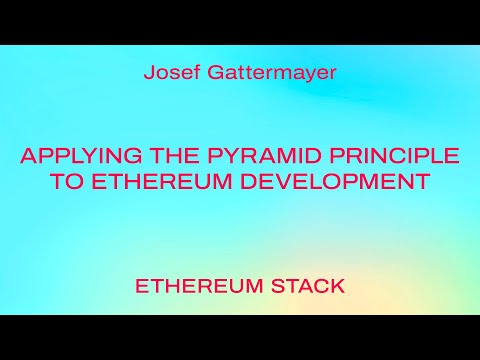 Josef Gattermayer
APPLYING THE PYRAMID PRINCIPLE
TO ETHEREUM DEVELOPMENT
ETHEREUM STACK